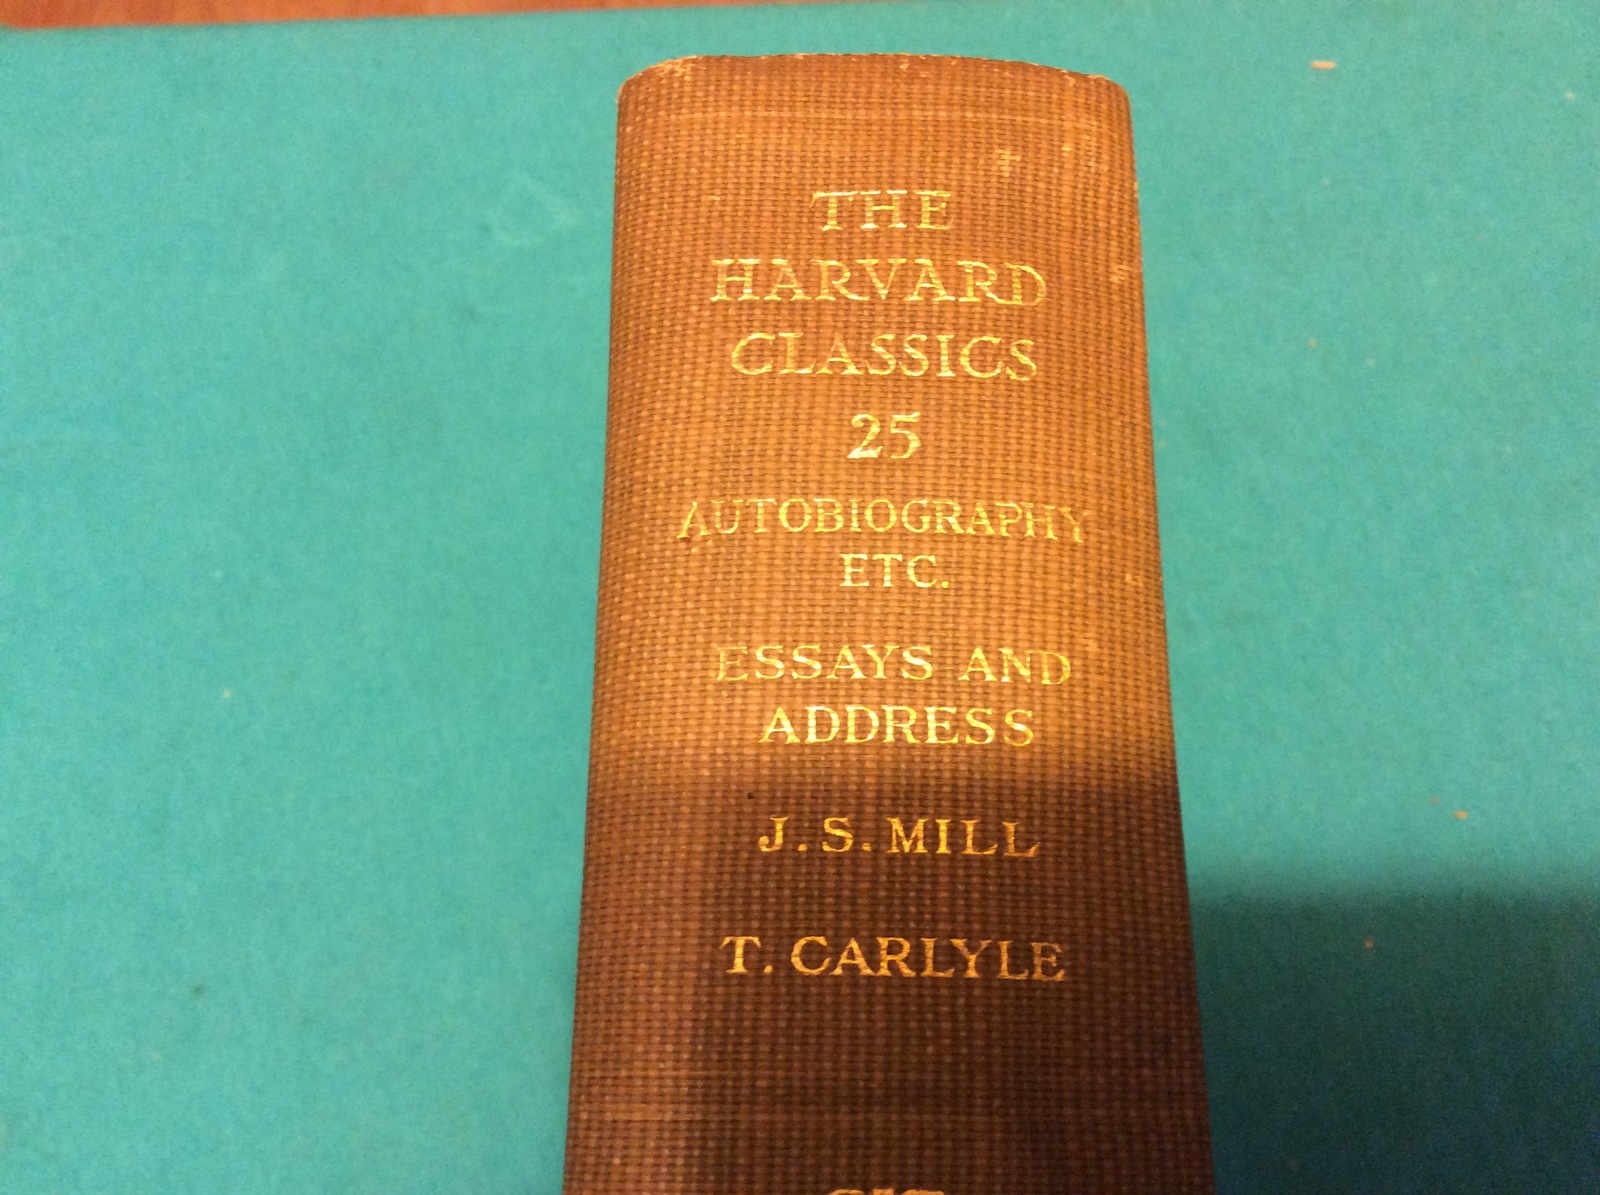 THE
HARVARD
CLASSICS
25
AUTOBIOGRAPHY
ETC.
ESSAYS AND
ADDRESS
J. S. MILL
T. CARLYLE